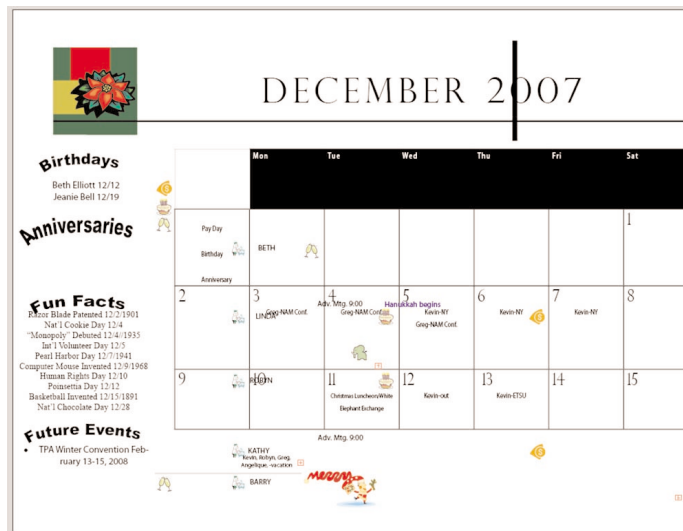 DECEMBER 2007
Birthdays
Beth Elliott 12/12
Jeanie Bell 12/19
Anniversaries
Fun Facts
Razor Blade Patented 12/2/1901
Nat'l Cookie Day 12/4
"Monopoly" Debuted 12/4//1935
Int'l Volunteer Day 12/5
Pearl Harbor Day 12/7/1941
Computer Mouse Invented 12/9/1968
Human Rights Day 12/10
Poinsettia Day 12/12
Basketball Invented 12/15/1891
Nat'l Chocolate Day 12/28
Future Events
• TPA Winter Convention Feb-
ruary 13-15, 2008
Mon Tue Wed Thu Fri Sat
1
Pay Day
Birthday
Anniversary
BETH
2 3 4 5 6 7 8
Adv. Mtg. 9:00
Hanukkah begins
LINDA
Greg-NAM Conf.
Greg-NAM Conf.
Kevin-NY
Greg-NAM Conf.
Kevin-NY
Kevin-NY
9 10 11 12 13 14 15
ROBYN
Christmas Luncheon/White
Elephant Exchange
Kevin-out
Kevin-ETSU
Adv. Mtg. 9:00
KATHY
Kevin, Robyn, Greg,
Angelique, -vacation
BARRY
merry